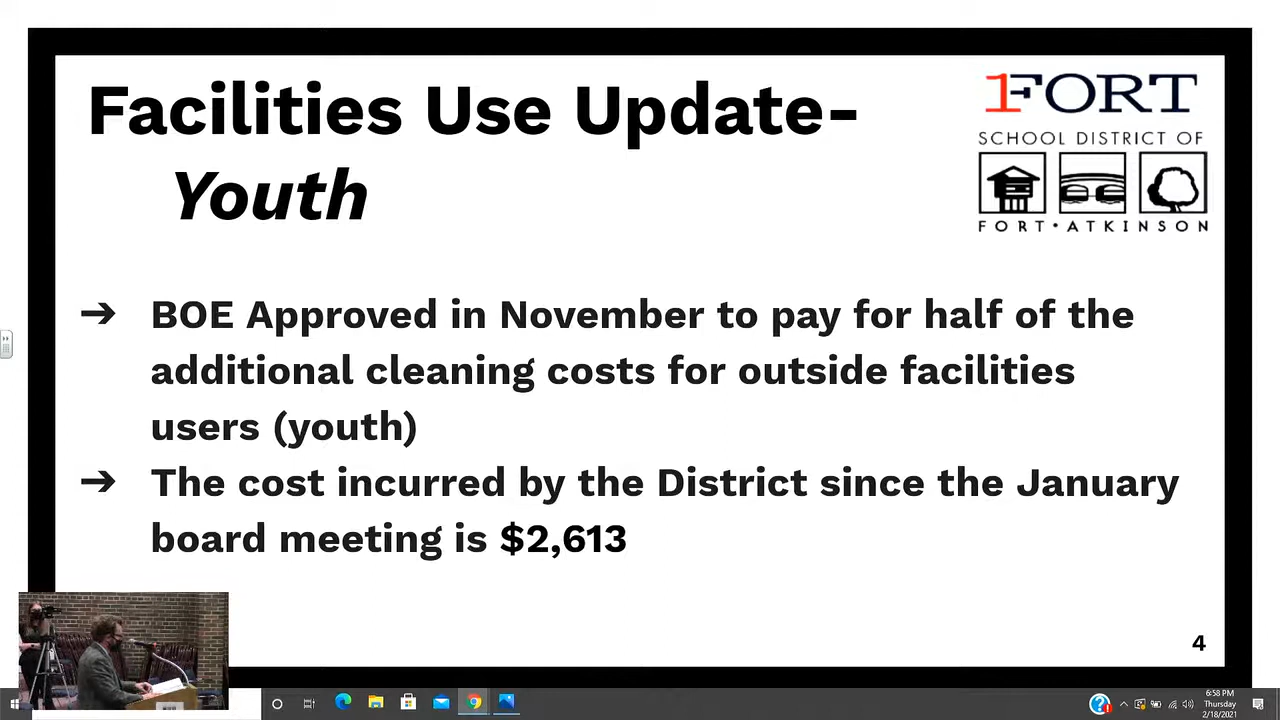 Facilities Use Update-
Youth
1FORT
SCHOOL DISTRICT OF
FORT•ATKINSON
➔ BOE Approved in November to pay for half of the
additional cleaning costs for outside facilities
users (youth)
➔ The cost incurred by the District since the January
board meeting is $2,613
4
6:58 PM
Thursday
2/18/2021